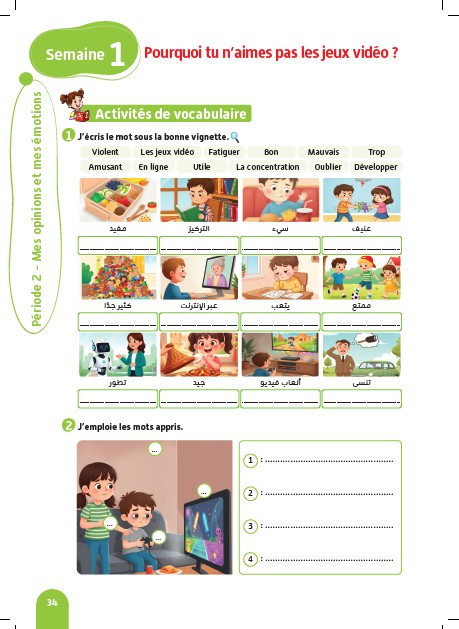 Semaine 1
Pourquoi tu n'aimes pas les jeux vidéo ?
Période 2 - Mes opinions et mes émotions
Activités de vocabulaire
1 J'écris le mot sous la bonne vignette.
Violent Les jeux vidéo Fatiguer Bon Mauvais Trop
Amusant En ligne Utile La concentration Oublier Développer
مفيد التركيز سيء عنيف
كثير جدًا عبر الإنترنت يتعب ممتع
تطور جيد ألعاب فيديو تنسى
2 J'emploie les mots appris.
...
...
... ...
1 : ........................................................
2 : ........................................................
3 : ........................................................
4 : ........................................................
34